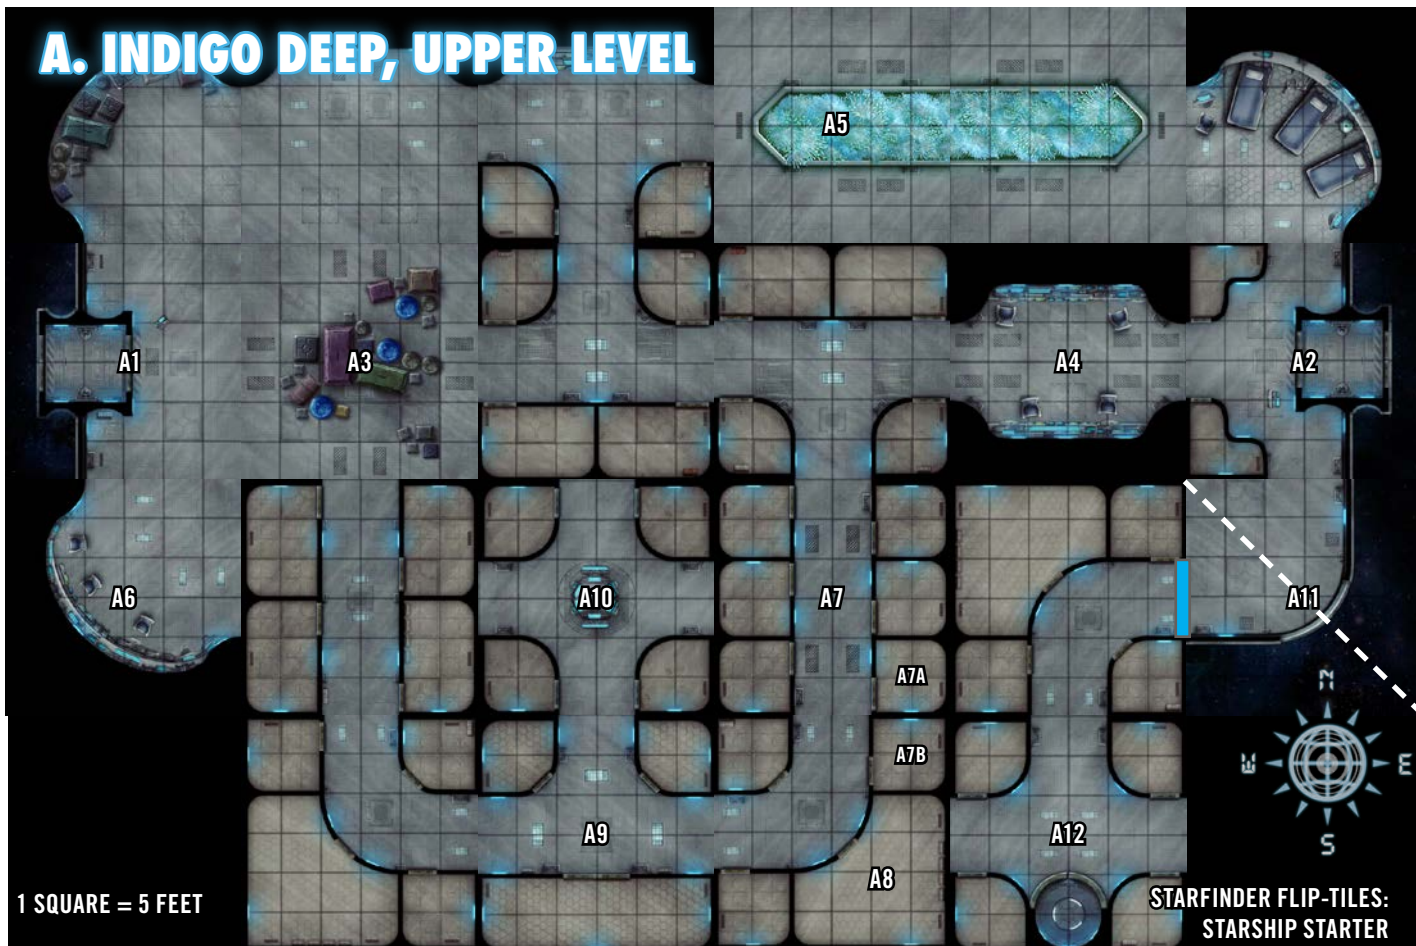 A. INDIGO DEEP, UPPER LEVEL
A5
A1
A3
A4
A2
A6
A10
A7
A11
A7A
A7B
N
W
E
S
A9
A12
A8
1 SQUARE = 5 FEET
STARFINDER FLIP-TILES:
STARSHIP STARTER